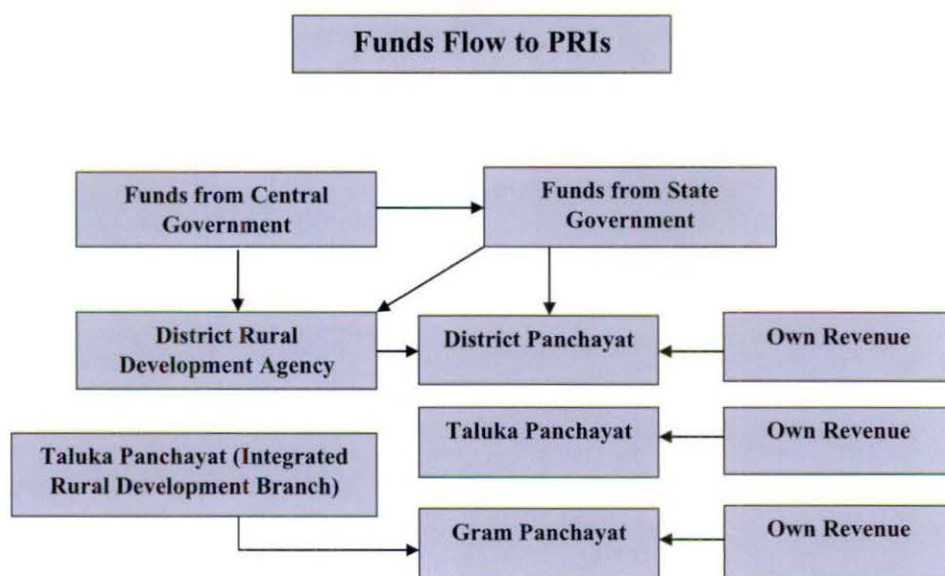 Funds Flow to PRIs
Funds from Central
Government
Funds from State
Government
District Rural
Development Agency
District Panchayat
Own Revenue
Taluka Panchayat (Integrated
Rural Development Branch)
Taluka Panchayat
Own Revenue
Gram Panchayat
Own Revenue